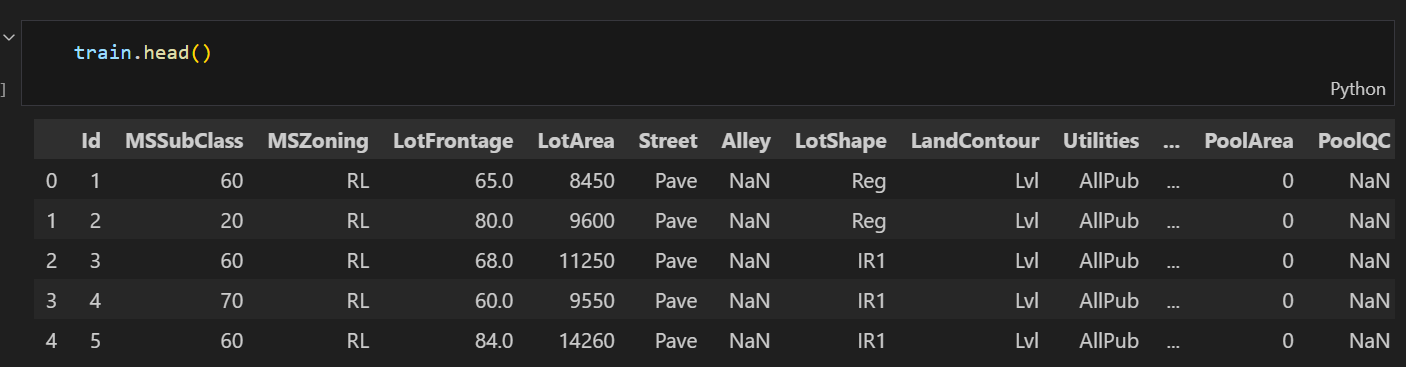 train.head()
]
Python
Id MSSubClass MSZoning LotFrontage LotArea Street Alley LotShape LandContour Utilities ... PoolArea PoolQC
0 1 60 RL 65.0 8450 Pave NaN Reg Lvl AllPub ... 0 NaN
1 2 20 RL 80.0 9600 Pave NaN Reg Lvl AllPub ... 0 NaN
2 3 60 RL 68.0 11250 Pave NaN IR1 Lvl AllPub ... 0 NaN
3 4 70 RL 60.0 9550 Pave NaN IR1 Lvl AllPub ... 0 NaN
4 5 60 RL 84.0 14260 Pave NaN IR1 Lvl AllPub ... 0 NaN